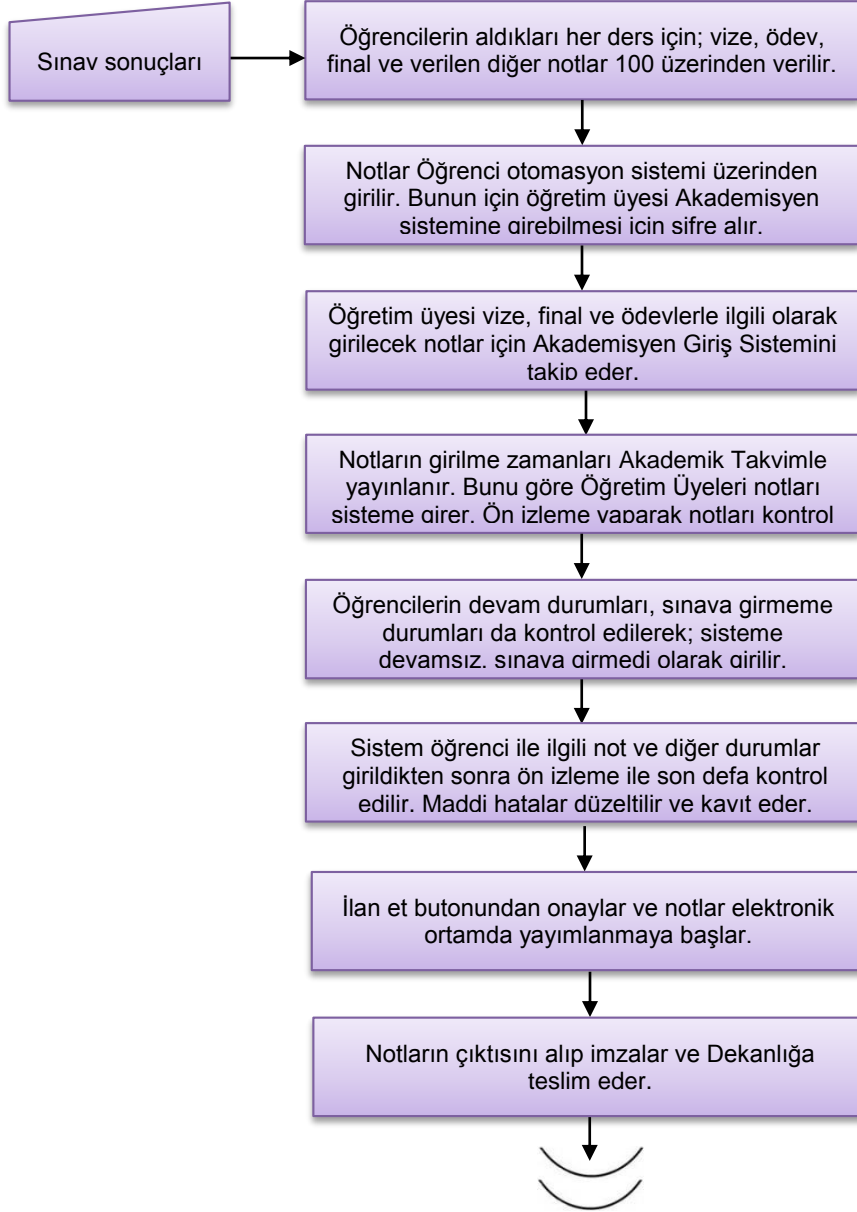 Sınav sonuçları
Öğrencilerin aldıkları her ders için; vize, ödev,
final ve verilen diğer notlar 100 üzerinden verilir.
Notlar Öğrenci otomasyon sistemi üzerinden
girilir. Bunun için öğretim üyesi Akademisyen
sistemine girebilmesi için şifre alır.
Öğretim üyesi vize, final ve ödevlerle ilgili olarak
girilecek notlar için Akademisyen Giriş Sistemini
takip eder.
Notların girilme zamanları Akademik Takvimle
yayınlanır. Bunu göre Öğretim Üyeleri notları
sisteme girer. Ön izleme yaparak notları kontrol
Öğrencilerin devam durumları, sınava girmeme
durumları da kontrol edilerek; sisteme
devamsız, sınava girmedi olarak girilir.
Sistem öğrenci ile ilgili not ve diğer durumlar
girildikten sonra ön izleme ile son defa kontrol
edilir. Maddi hatalar düzeltilir ve kayıt eder.
İlan et butonundan onaylar ve notlar elektronik
ortamda yayımlanmaya başlar.
Notların çıktısını alıp imzalar ve Dekanlığa
teslim eder.